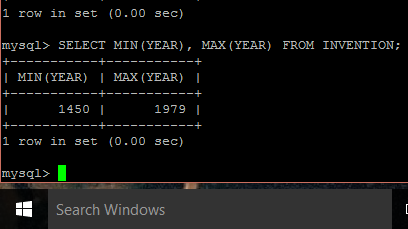 1 row in set (0.00 sec)
mysql> SELECT MIN(YEAR), MAX(YEAR) FROM INVENTION;
+-----------+-----------+
| MIN(YEAR) | MAX(YEAR) |
+-----------+-----------+
|      1450 |      1979 |
+-----------+-----------+
1 row in set (0.00 sec)
mysql>
Search Windows